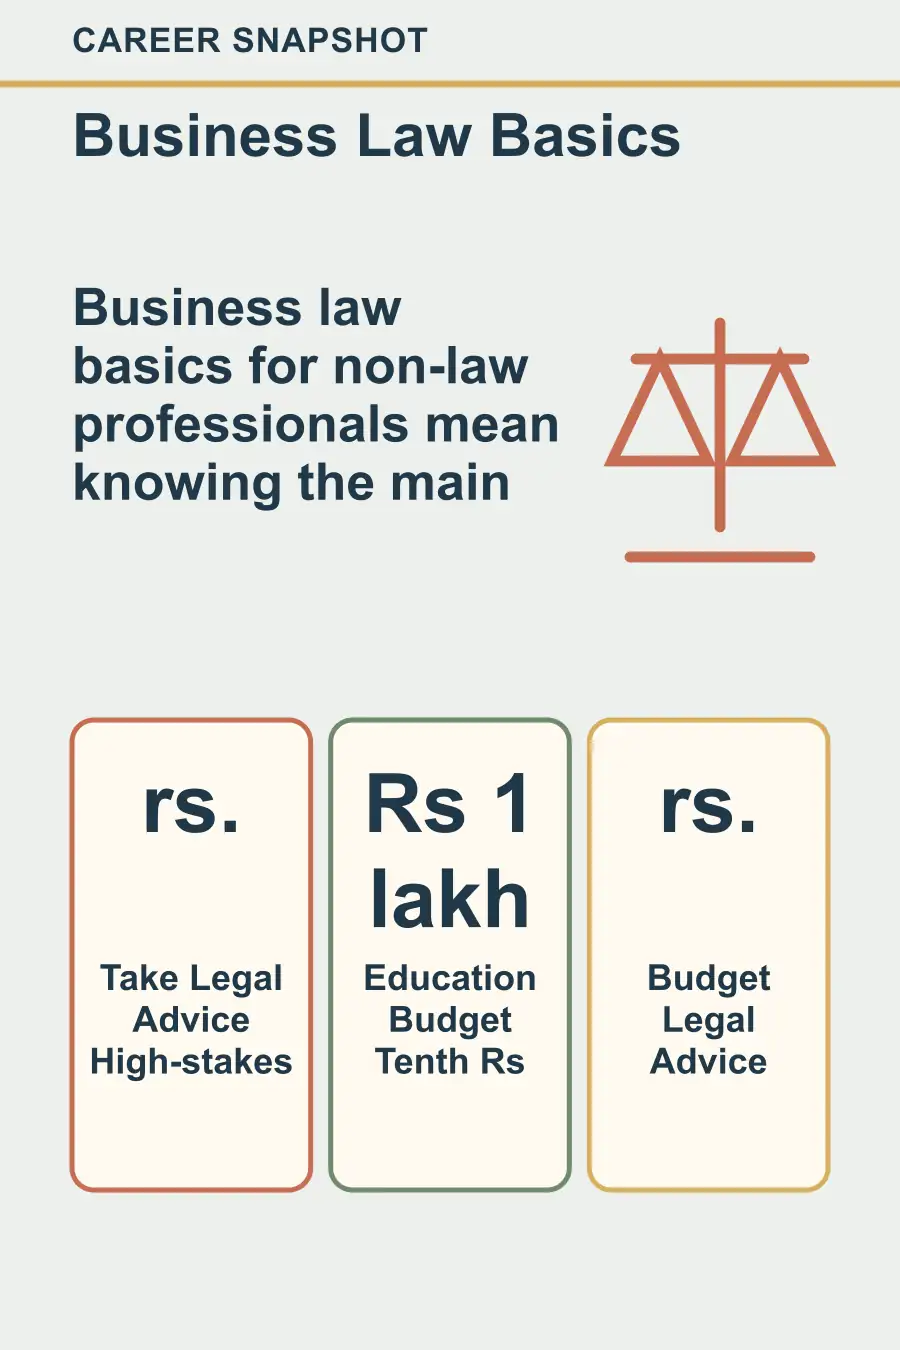 CAREER SNAPSHOT
Business Law Basics
Business law
basics for non-law
professionals mean
knowing the main
rs.
Take Legal
Advice
High-stakes
Rs 1
lakh
Education
Budget
Tenth Rs
rs.
Budget
Legal
Advice